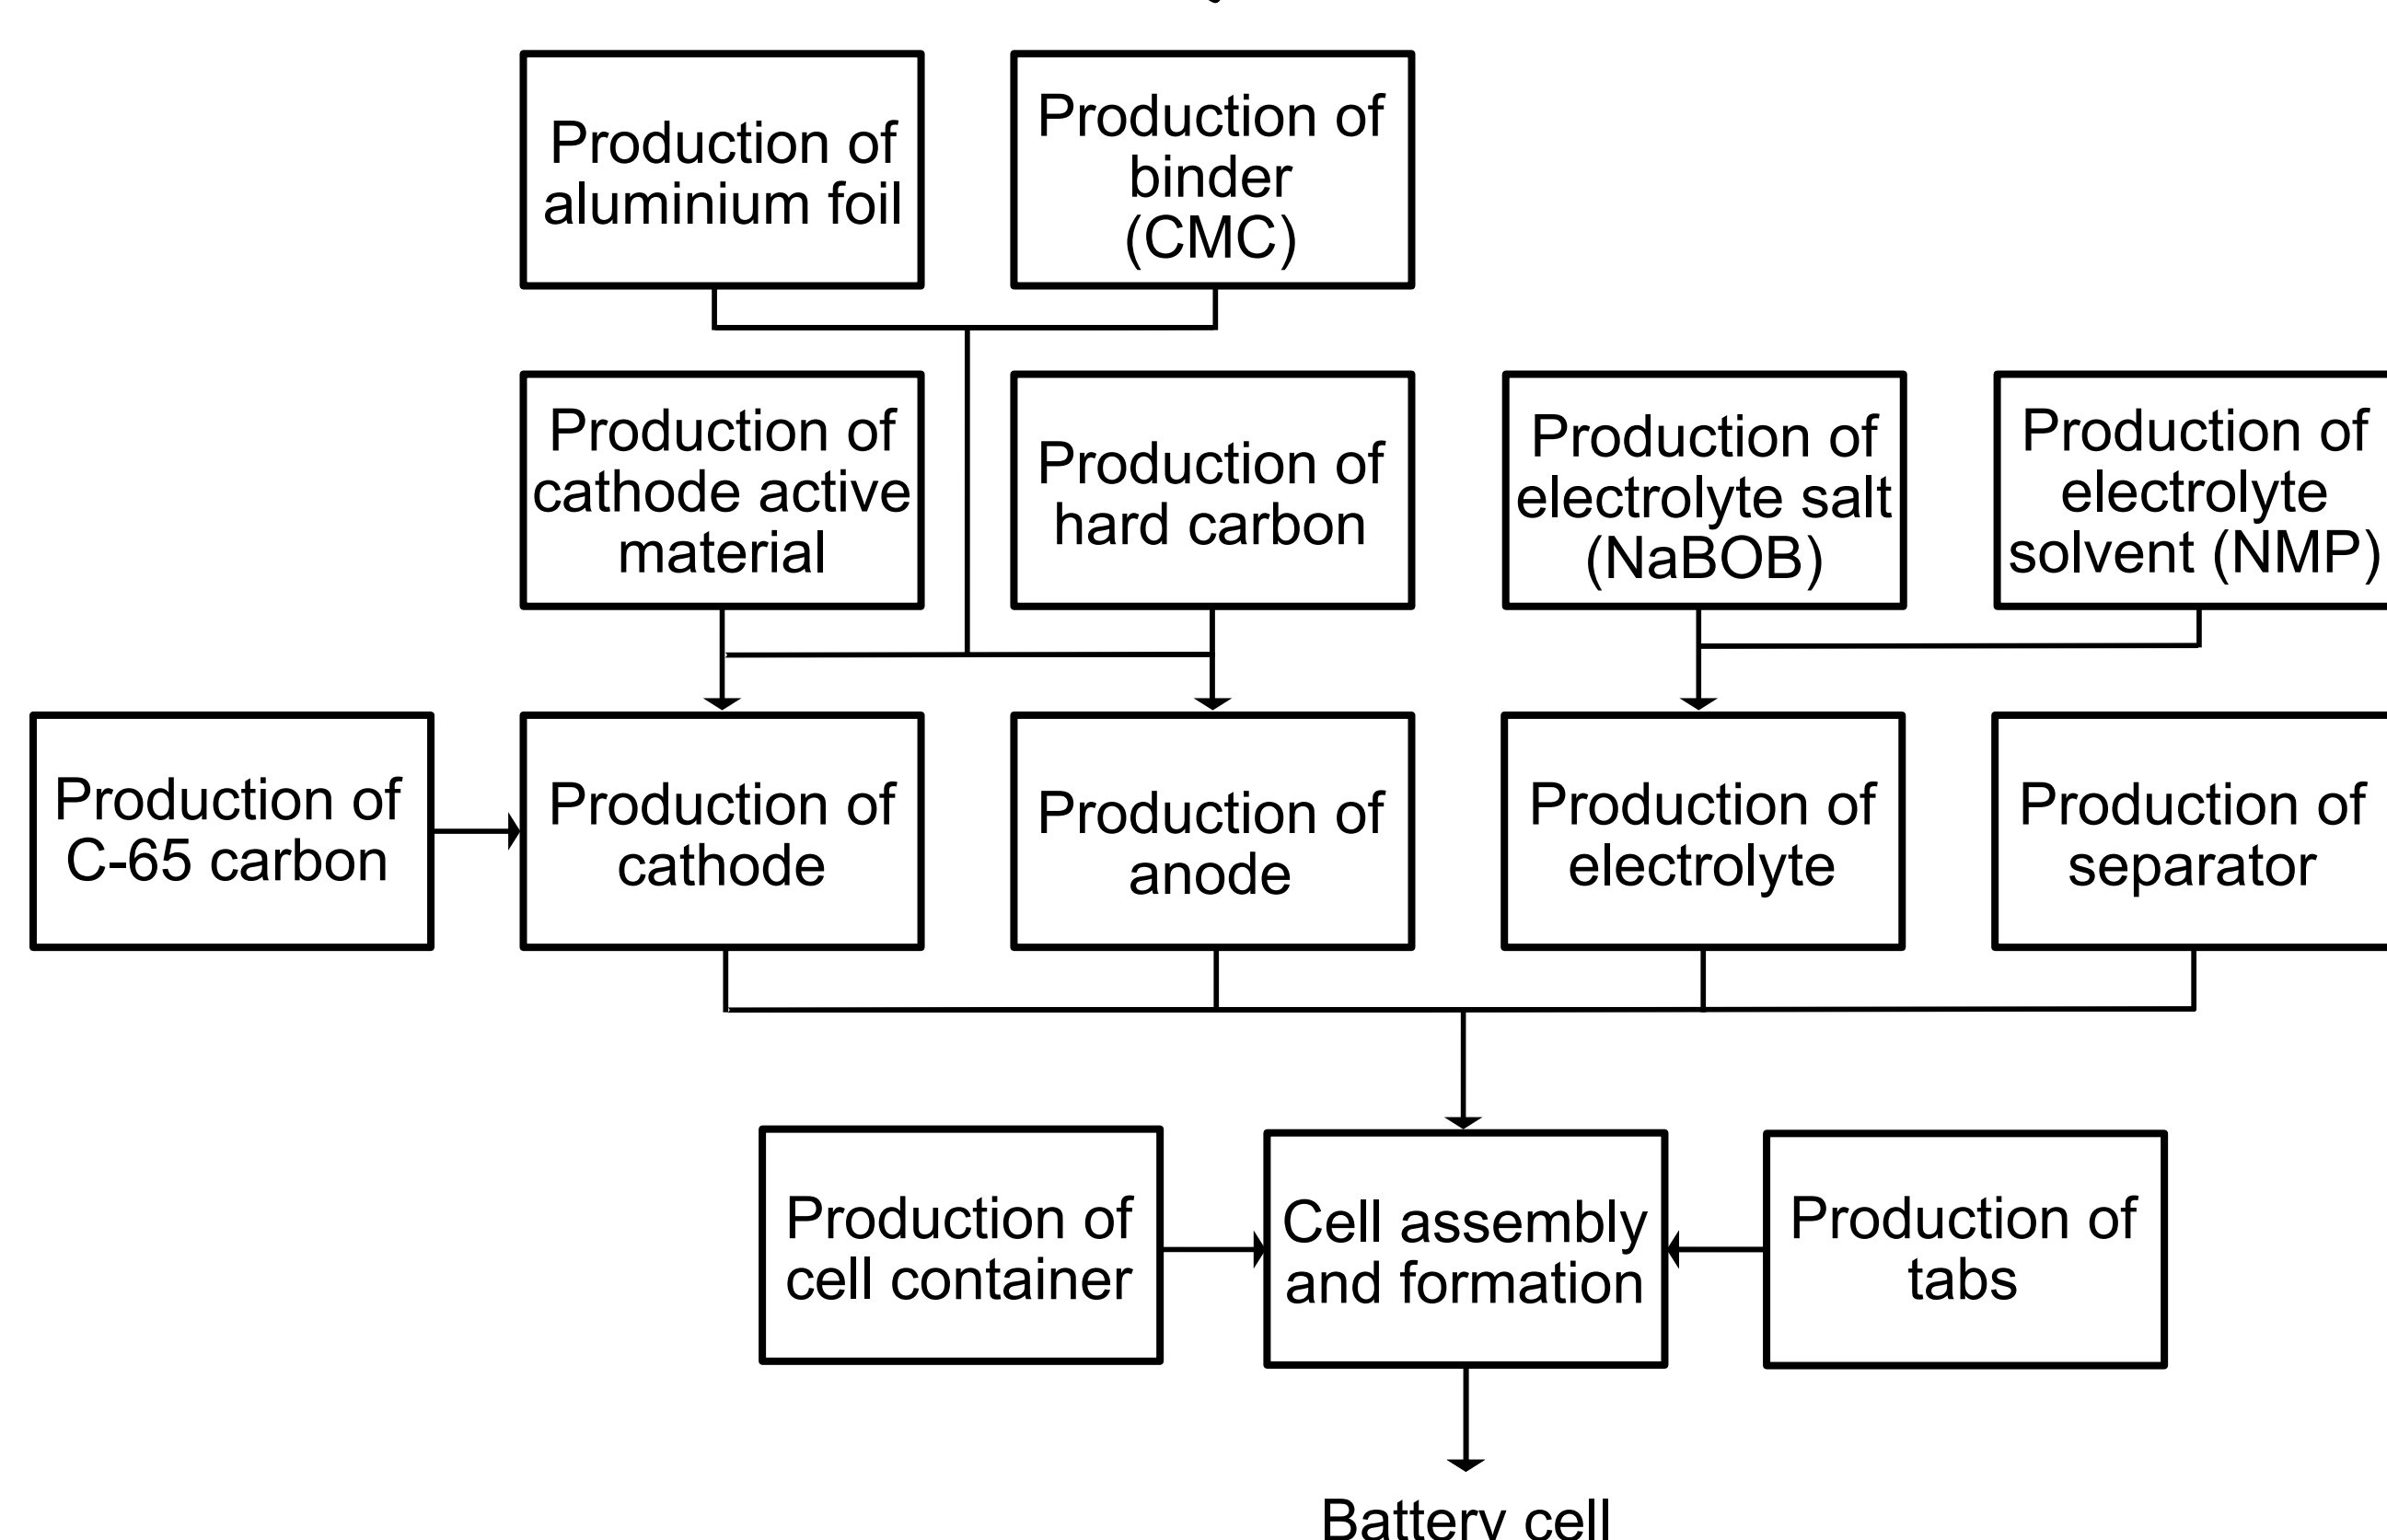 Production of
aluminium foil
Production of
binder
(CMC)
Production of
cathode active
material
Production of
hard carbon
Production of
electrolyte salt
(NaBOB)
Production of
electrolyte
solvent (NMP)
Production of
C-65 carbon
Production of
cathode
Production of
anode
Production of
electrolyte
Production of
separator
Production of
cell container
Cell assembly
and formation
Production of
tabs
Battery cell